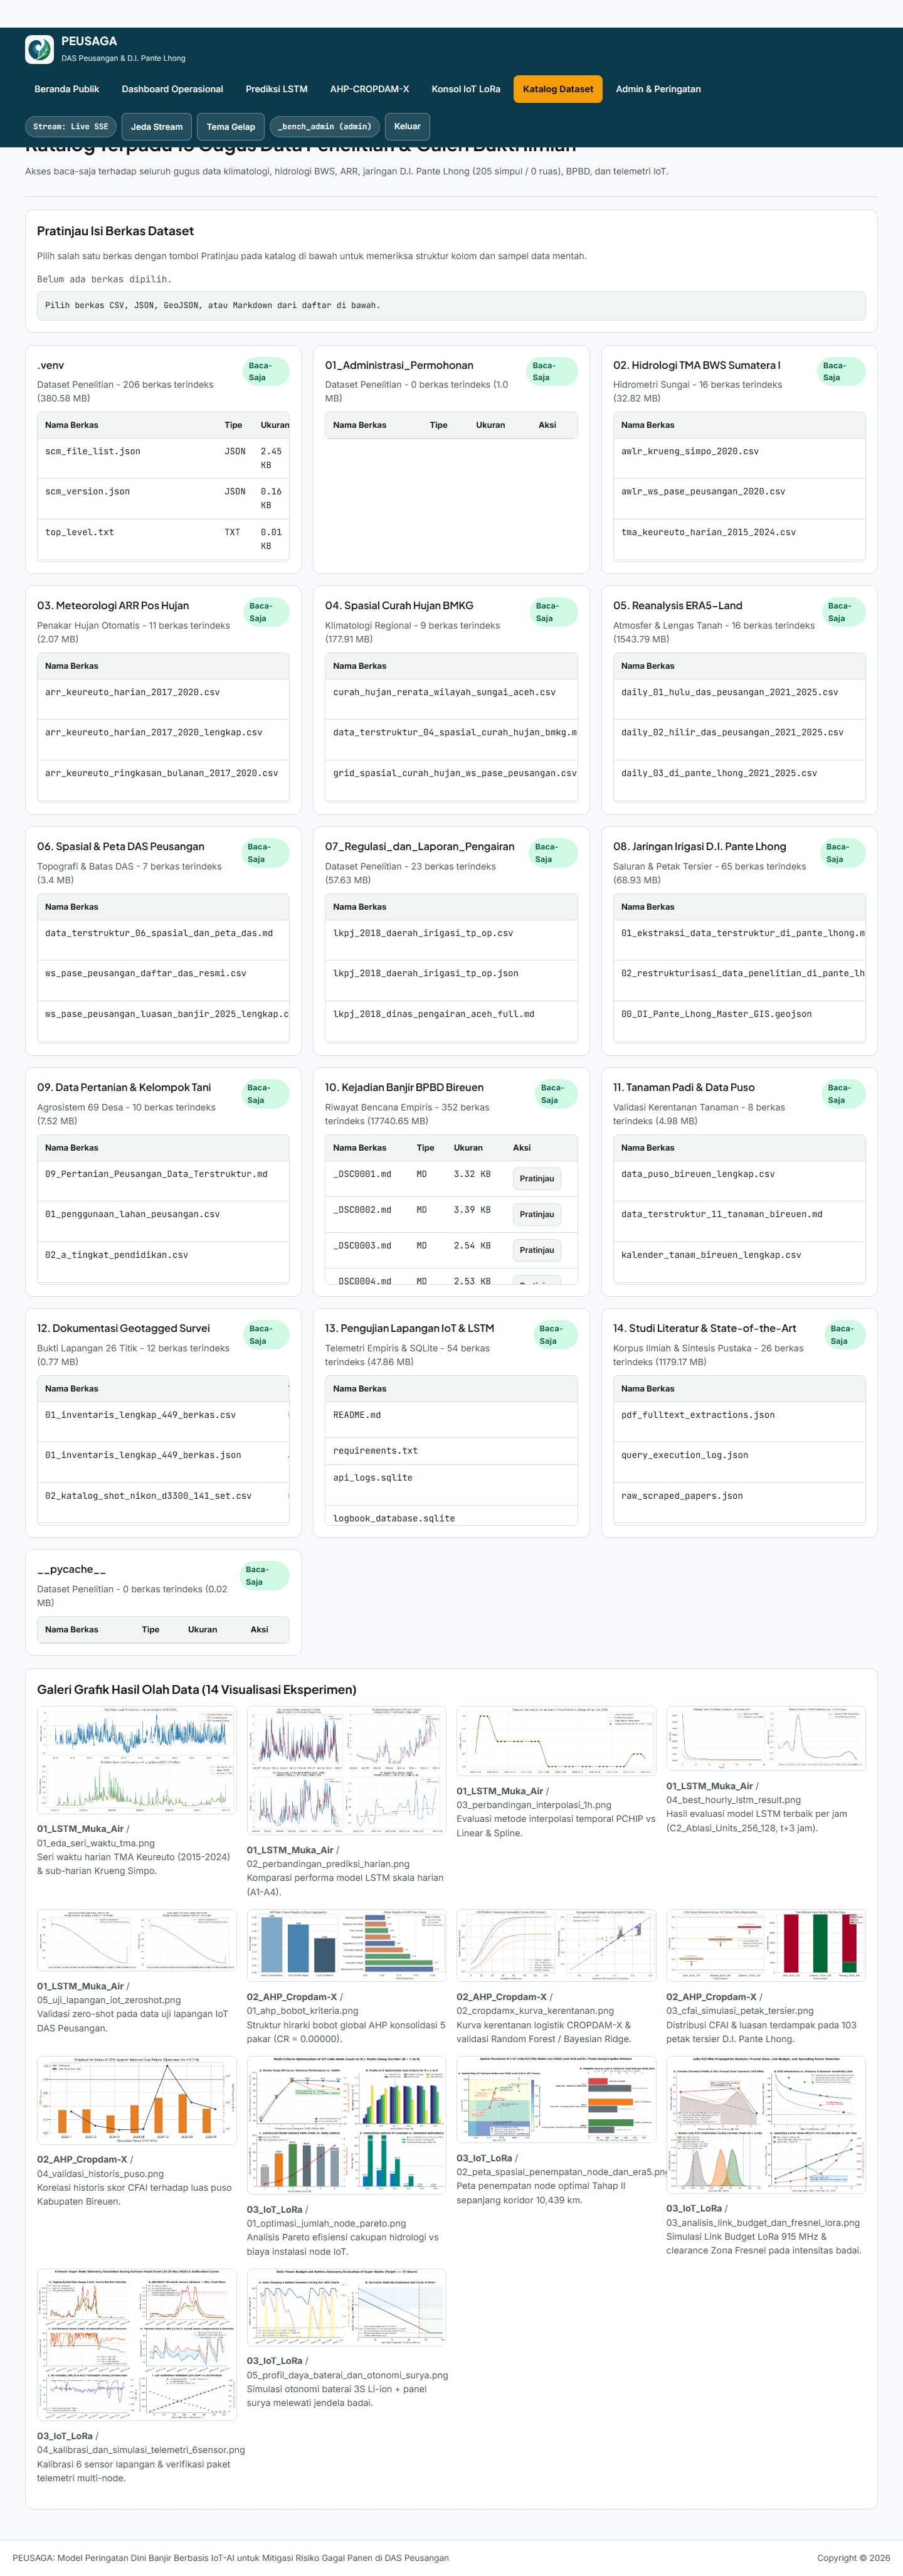 PEUSAGA
DAS Peusangan & D.I. Pante Lhong
Beranda Publik
Dashboard Operasional
Prediksi LSTM
AHP-CROPDAM-X
Konsol IoT LoRa
Katalog Dataset
Admin & Peringatan
Stream: Live SSE
Jeda Stream
Tema Gelap
_bench_admin (admin)
Keluar
Akses baca-saja terhadap seluruh gugus data klimatologi, hidrologi BWS, ARR, jaringan D.I. Pante Lhong (205 simpul / 0 ruas), BPBD, dan telemetri IoT.
Pratinjau Isi Berkas Dataset
Pilih salah satu berkas dengan tombol Pratinjau pada katalog di bawah untuk memeriksa struktur kolom dan sampel data mentah.
Belum ada berkas dipilih.
Pilih berkas CSV, JSON, GeoJSON, atau Markdown dari daftar di bawah.
.venv
Baca-
Saja
Dataset Penelitian - 206 berkas terindeks
(380.58 MB)
Nama Berkas Tipe Ukuran
scm_file_list.json JSON 2.45
KB
scm_version.json JSON 0.16
KB
top_level.txt TXT 0.01
KB
01_Administrasi_Permohonan
Baca-
Saja
Dataset Penelitian - 0 berkas terindeks (1.0
MB)
Nama Berkas Tipe Ukuran Aksi
02. Hidrologi TMA BWS Sumatera I
Baca-
Saja
Hidrometri Sungai - 16 berkas terindeks
(32.82 MB)
Nama Berkas
awlr_krueng_simpo_2020.csv
awlr_ws_pase_peusangan_2020.csv
tma_keureuto_harian_2015_2024.csv
03. Meteorologi ARR Pos Hujan
Baca-
Saja
Penakar Hujan Otomatis - 11 berkas terindeks
(2.07 MB)
Nama Berkas
arr_keureuto_harian_2017_2020.csv
arr_keureuto_harian_2017_2020_lengkap.csv
arr_keureuto_ringkasan_bulanan_2017_2020.csv
04. Spasial Curah Hujan BMKG
Baca-
Saja
Klimatologi Regional - 9 berkas terindeks
(177.91 MB)
Nama Berkas
curah_hujan_rerata_wilayah_sungai_aceh.csv
data_terstruktur_04_spasial_curah_hujan_bmkg.m
grid_spasial_curah_hujan_ws_pase_peusangan.csv
05. Reanalysis ERA5-Land
Baca-
Saja
Atmosfer & Lengas Tanah - 16 berkas terindeks
(1543.79 MB)
Nama Berkas
daily_01_hulu_das_peusangan_2021_2025.csv
daily_02_hilir_das_peusangan_2021_2025.csv
daily_03_di_pante_lhong_2021_2025.csv
06. Spasial & Peta DAS Peusangan
Baca-
Saja
Topografi & Batas DAS - 7 berkas terindeks
(3.4 MB)
Nama Berkas
data_terstruktur_06_spasial_dan_peta_das.md
ws_pase_peusangan_daftar_das_resmi.csv
ws_pase_peusangan_luasan_banjir_2025_lengkap.c
07_Regulasi_dan_Laporan_Pengairan
Baca-
Saja
Dataset Penelitian - 23 berkas terindeks
(57.63 MB)
Nama Berkas
lkpj_2018_daerah_irigasi_tp_op.csv
lkpj_2018_daerah_irigasi_tp_op.json
lkpj_2018_dinas_pengairan_aceh_full.md
08. Jaringan Irigasi D.I. Pante Lhong
Baca-
Saja
Saluran & Petak Tersier - 65 berkas terindeks
(68.93 MB)
Nama Berkas
01_ekstraksi_data_terstruktur_di_pante_lhong.m
02_restrukturisasi_data_penelitian_di_pante_lh
00_DI_Pante_Lhong_Master_GIS.geojson
09. Data Pertanian & Kelompok Tani
Baca-
Saja
Agrosistem 69 Desa - 10 berkas terindeks
(7.52 MB)
Nama Berkas
09_Pertanian_Peusangan_Data_Terstruktur.md
01_penggunaan_lahan_peusangan.csv
02_a_tingkat_pendidikan.csv
10. Kejadian Banjir BPBD Bireuen
Baca-
Saja
Riwayat Bencana Empiris - 352 berkas
terindeks (17740.65 MB)
Nama Berkas Tipe Ukuran Aksi
_DSC0001.md MD 3.32 KB Pratinjau
_DSC0002.md MD 3.39 KB Pratinjau
_DSC0003.md MD 2.54 KB Pratinjau
_DSC0004.md MD 2.53 KB Pratinjau
11. Tanaman Padi & Data Puso
Baca-
Saja
Validasi Kerentanan Tanaman - 8 berkas
terindeks (4.98 MB)
Nama Berkas
data_puso_bireuen_lengkap.csv
data_terstruktur_11_tanaman_bireuen.md
kalender_tanam_bireuen_lengkap.csv
12. Dokumentasi Geotagged Survei
Baca-
Saja
Bukti Lapangan 26 Titik - 12 berkas terindeks
(0.77 MB)
Nama Berkas
01_inventaris_lengkap_449_berkas.csv
01_inventaris_lengkap_449_berkas.json
02_katalog_shot_nikon_d3300_141_set.csv
13. Pengujian Lapangan IoT & LSTM
Baca-
Saja
Telemetri Empiris & SQLite - 54 berkas
terindeks (47.86 MB)
Nama Berkas
README.md
requirements.txt
api_logs.sqlite
logbook_database.sqlite
14. Studi Literatur & State-of-the-Art
Baca-
Saja
Korpus Ilmiah & Sintesis Pustaka - 26 berkas
terindeks (1179.17 MB)
Nama Berkas
pdf_fulltext_extractions.json
query_execution_log.json
raw_scraped_papers.json
__pycache__
Baca-
Saja
Dataset Penelitian - 0 berkas terindeks (0.02
MB)
Nama Berkas Tipe Ukuran Aksi
Galeri Grafik Hasil Olah Data (14 Visualisasi Eksperimen)
01_LSTM_Muka_Air /
01_eda_seri_waktu_tma.png
Seri waktu harian TMA Keureuto (2015-2024)
& sub-harian Krueng Simpo.
01_LSTM_Muka_Air /
02_perbandingan_prediksi_harian.png
Komparasi performa model LSTM skala harian
(A1-A4).
01_LSTM_Muka_Air /
03_perbandingan_interpolasi_1h.png
Evaluasi metode interpolasi temporal PCHIP vs
Linear & Spline.
01_LSTM_Muka_Air /
04_best_hourly_lstm_result.png
Hasil evaluasi model LSTM terbaik per jam
(C2_Ablasi_Units_256_128, t+3 jam).
01_LSTM_Muka_Air /
05_uji_lapangan_iot_zeroshot.png
Validasi zero-shot pada data uji lapangan IoT
DAS Peusangan.
02_AHP_Cropdam-X /
01_ahp_bobot_kriteria.png
Struktur hirarki bobot global AHP konsolidasi 5
pakar (CR = 0.00000).
02_AHP_Cropdam-X /
02_cropdamx_kurva_kerentanan.png
Kurva kerentanan logistik CROPDAM-X &
validasi Random Forest / Bayesian Ridge.
02_AHP_Cropdam-X /
03_cfai_simulasi_petak_tersier.png
Distribusi CFAI & luasan terdampak pada 103
petak tersier D.I. Pante Lhong.
02_AHP_Cropdam-X /
04_validasi_historis_puso.png
Korelasi historis skor CFAI terhadap luas puso
Kabupaten Bireuen.
03_IoT_LoRa /
01_optimasi_jumlah_node_pareto.png
Analisis Pareto efisiensi cakupan hidrologi vs
biaya instalasi node IoT.
03_IoT_LoRa /
02_peta_spasial_penempatan_node_dan_era5.png
Peta penempatan node optimal Tahap II
sepanjang koridor 10,439 km.
03_IoT_LoRa /
03_analisis_link_budget_dan_fresnel_lora.png
Simulasi Link Budget LoRa 915 MHz &
clearance Zona Fresnel pada intensitas badai.
03_IoT_LoRa /
04_kalibrasi_dan_simulasi_telemetri_6sensor.png
Kalibrasi 6 sensor lapangan & verifikasi paket
telemetri multi-node.
03_IoT_LoRa /
05_profil_daya_baterai_dan_otonomi_surya.png
Simulasi otonomi baterai 3S Li-ion + panel
surya melewati jendela badai.
PEUSAGA: Model Peringatan Dini Banjir Berbasis IoT-AI untuk Mitigasi Risiko Gagal Panen di DAS Peusangan
Copyright © 2026